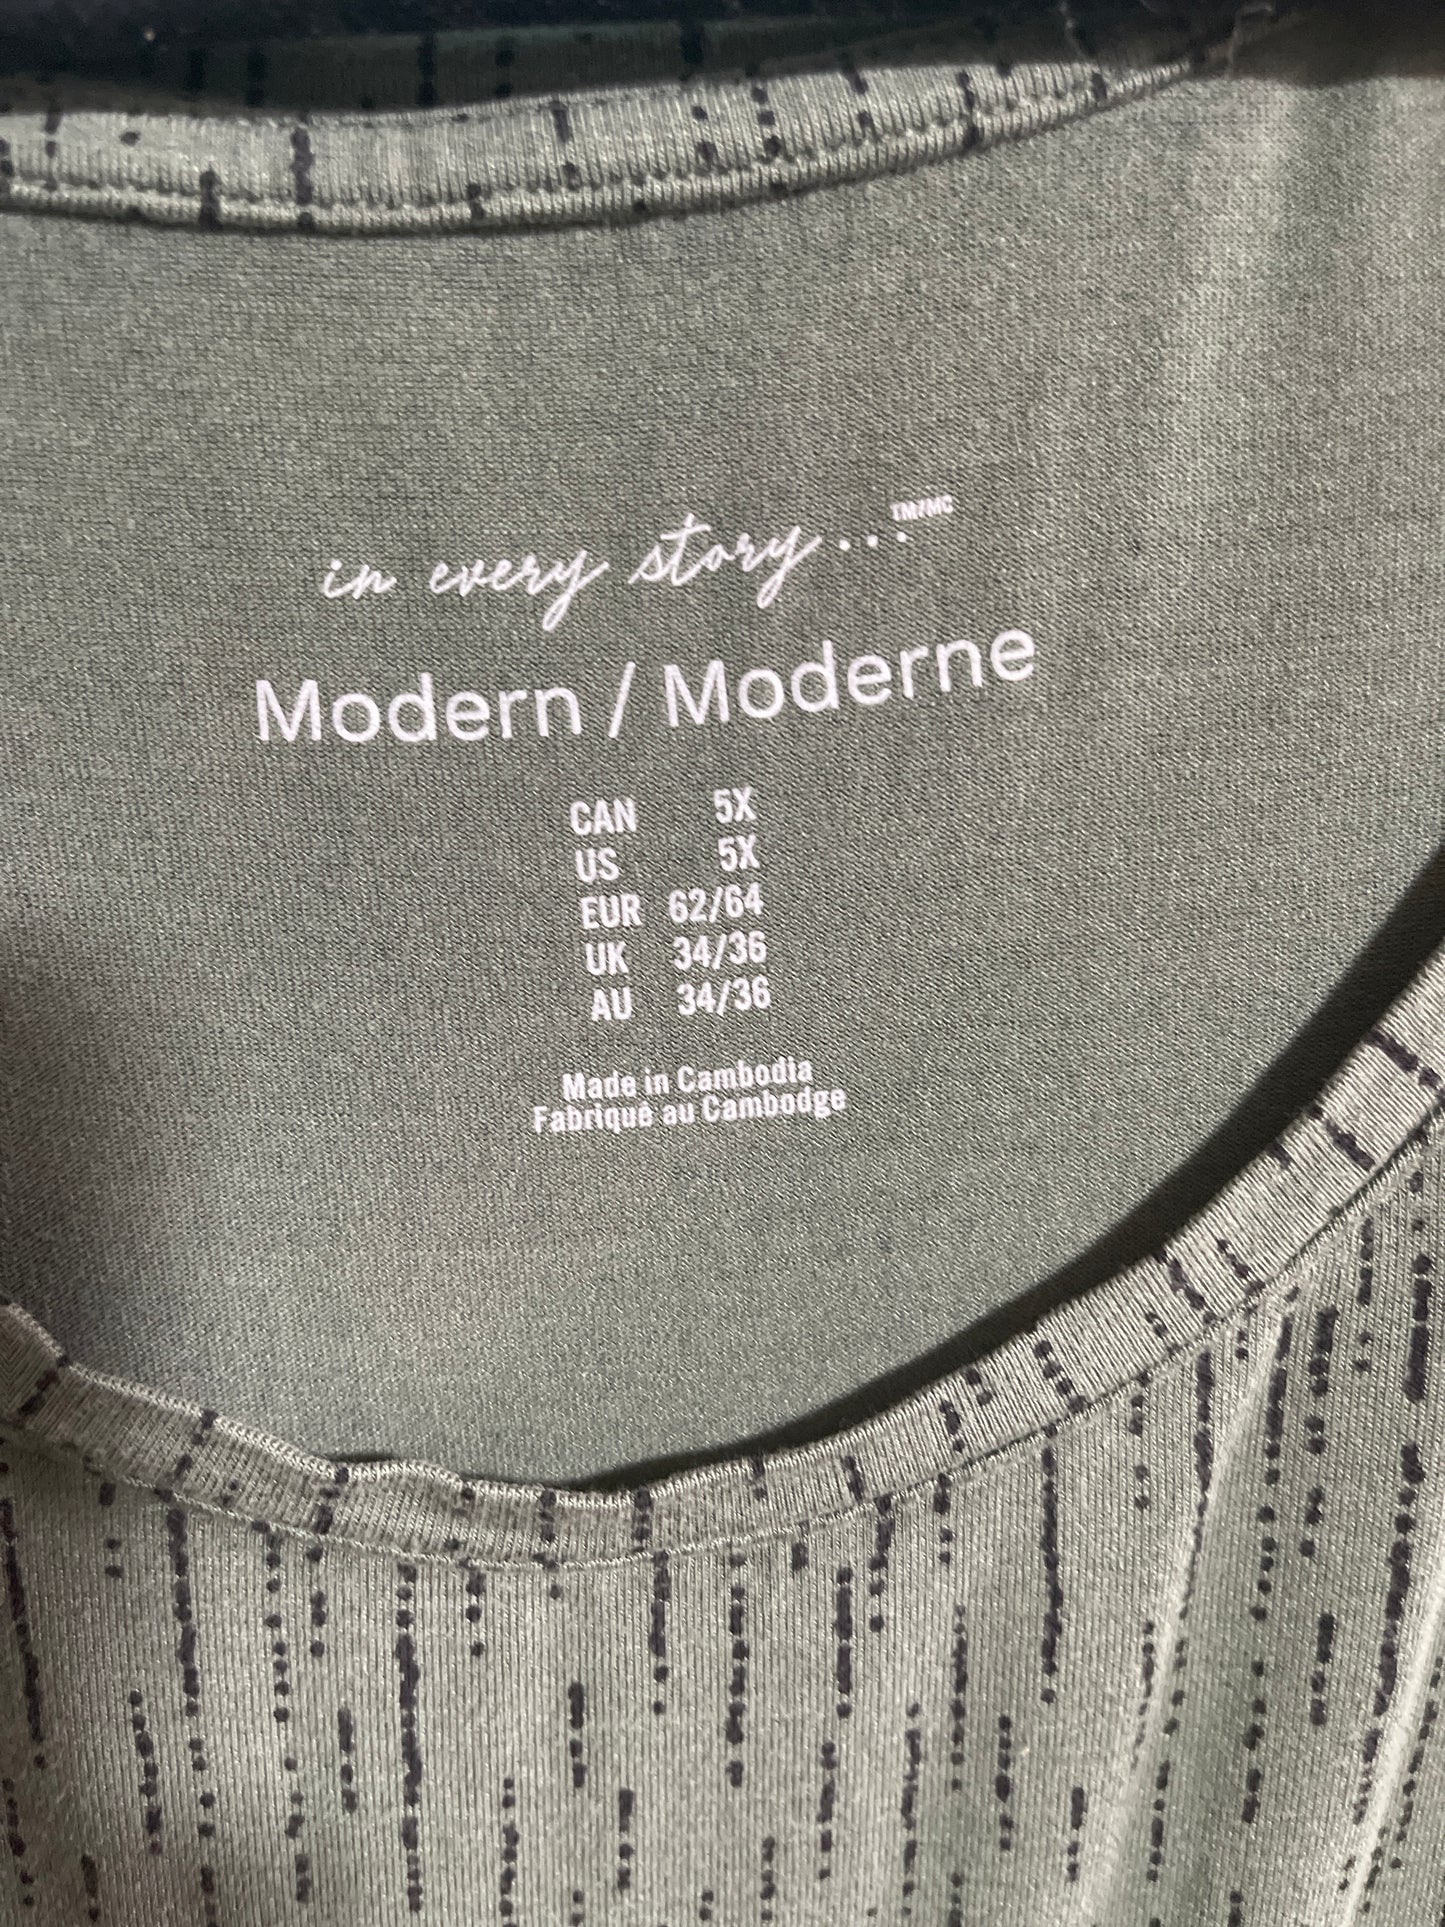 in every story...TM/MC
Modern / Moderne
CAN 5X
US 5X
EUR 62/64
UK 34/36
AU 34/36
Made in Cambodia
Fabriqué au Cambodge